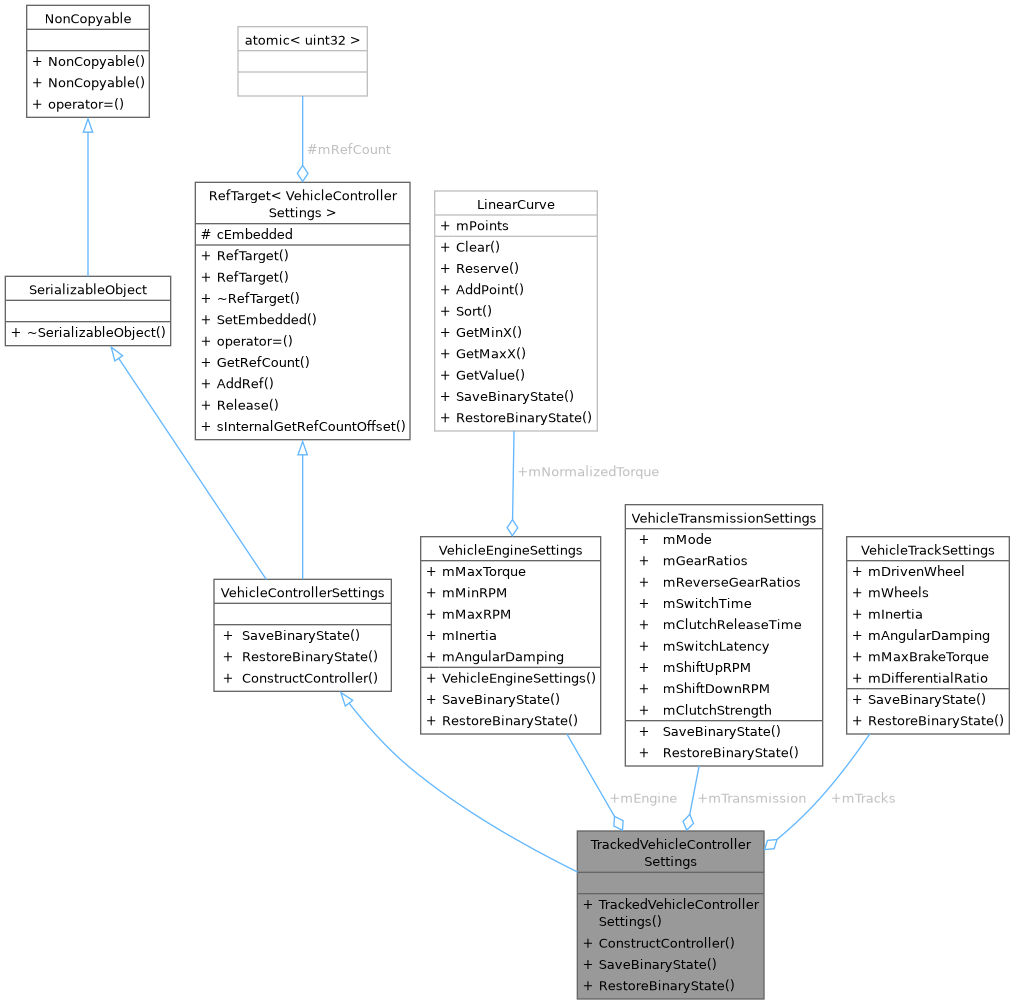 NonCopyable
+ NonCopyable()
+ NonCopyable()
+ operator=()
atomic< uint32 >
#mRefCount
RefTarget< VehicleController
Settings >
# cEmbedded
+ RefTarget()
+ RefTarget()
+ ~RefTarget()
+ SetEmbedded()
+ operator=()
+ GetRefCount()
+ AddRef()
+ Release()
+ sInternalGetRefCountOffset()
LinearCurve
+ mPoints
+ Clear()
+ Reserve()
+ AddPoint()
+ Sort()
+ GetMinX()
+ GetMaxX()
+ GetValue()
+ SaveBinaryState()
+ RestoreBinaryState()
SerializableObject
+ ~SerializableObject()
+mNormalizedTorque
VehicleControllerSettings
+ SaveBinaryState()
+ RestoreBinaryState()
+ ConstructController()
VehicleEngineSettings
+ mMaxTorque
+ mMinRPM
+ mMaxRPM
+ mInertia
+ mAngularDamping
+ VehicleEngineSettings()
+ SaveBinaryState()
+ RestoreBinaryState()
VehicleTransmissionSettings
+ mMode
+ mGearRatios
+ mReverseGearRatios
+ mSwitchTime
+ mClutchReleaseTime
+ mSwitchLatency
+ mShiftUpRPM
+ mShiftDownRPM
+ mClutchStrength
+ SaveBinaryState()
+ RestoreBinaryState()
VehicleTrackSettings
+ mDrivenWheel
+ mWheels
+ mInertia
+ mAngularDamping
+ mMaxBrakeTorque
+ mDifferentialRatio
+ SaveBinaryState()
+ RestoreBinaryState()
+mEngine
+mTransmission
+mTracks
TrackedVehicleController
Settings
+ TrackedVehicleController
Settings()
+ ConstructController()
+ SaveBinaryState()
+ RestoreBinaryState()